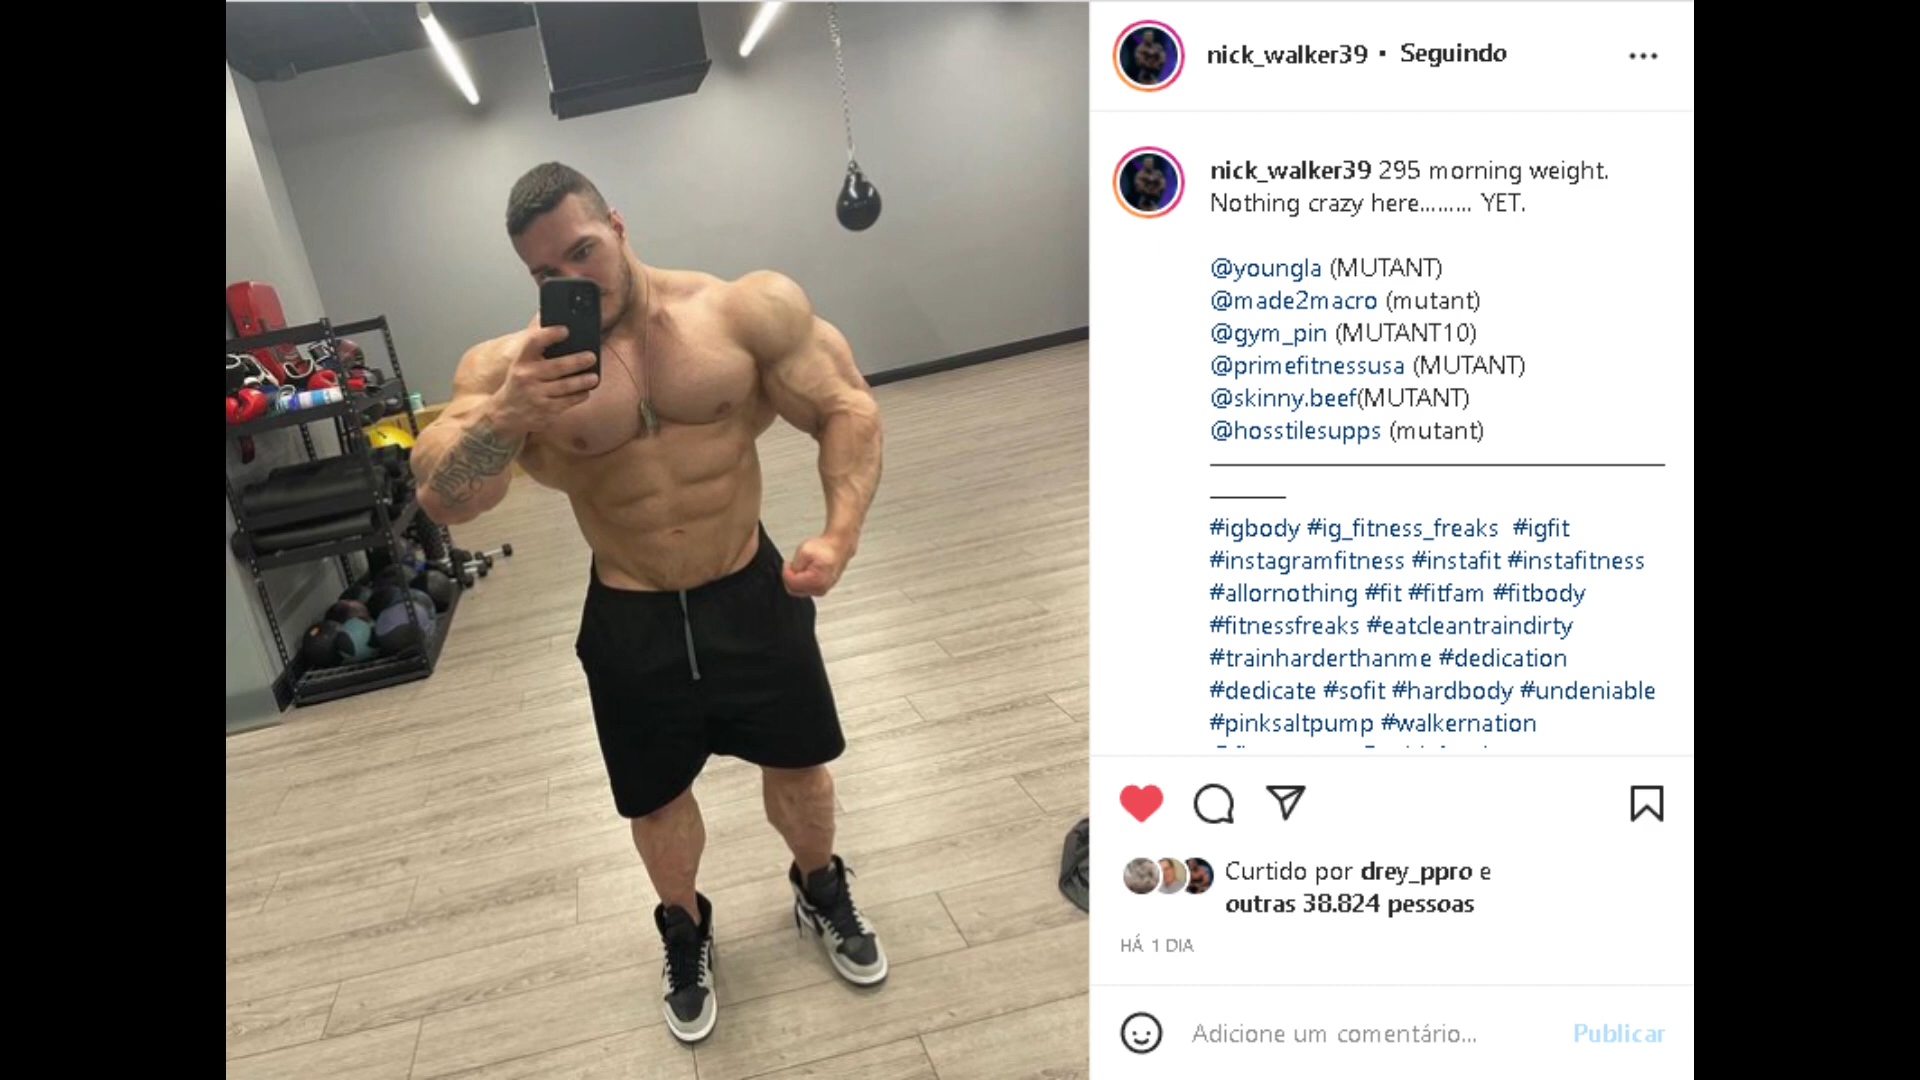 nick_walker39 • Seguindo
nick_walker39 295 morning weight.
Nothing crazy here......... YET.
@youngla (MUTANT)
@made2macro (mutant)
@gym_pin (MUTANT10)
@primefitnessusa (MUTANT)
@skinny.beef(MUTANT)
@hosstilesupps (mutant)
#igbody #ig_fitness_freaks #igfit
#instagramfitness #instafit #instafitness
#allornothing #fit #fitfam #fitbody
#fitnessfreaks #eatcleantraindirty
#trainharderthanme #dedication
#dedicate #sofit #hardbody #undeniable
#pinksaltpump #walkernation
Curtido por drey_ppro e
outras 38.824 pessoas
HÁ 1 DIA
Adicione um comentário... Publicar